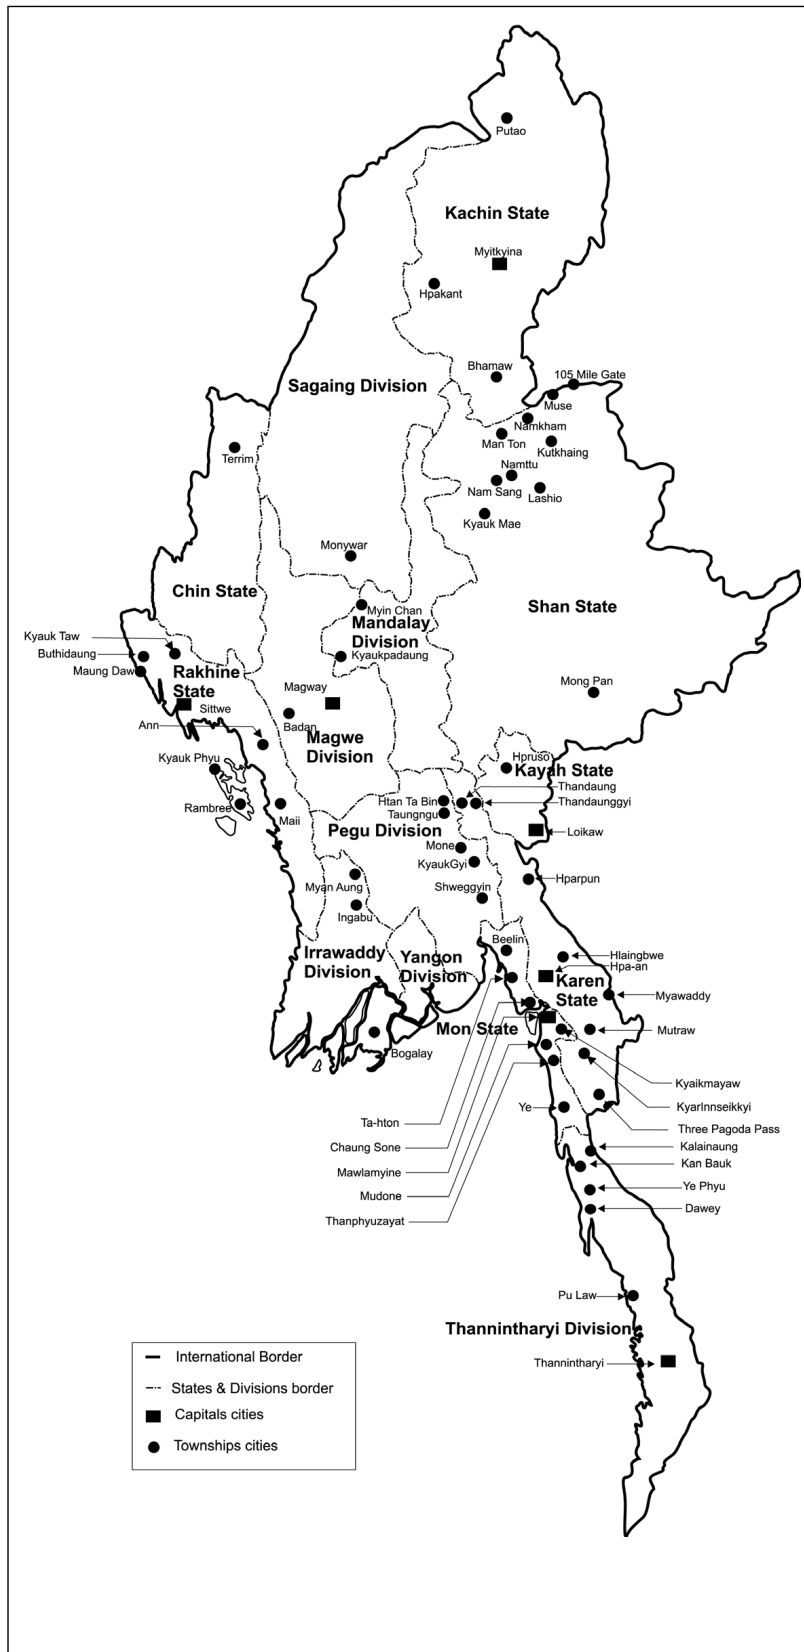 Putao
Kachin State
Myitkyina
Hpakant
Bhamaw
105 Mile Gate
Sagaing Division
Muse
Namkham
Man Ton
Kutkhaing
Terrim
Namttu
Nam Sang
Lashio
Kyauk Mae
Monywar
Chin State
Shan State
Myin Chan
Mandalay
Division
Kyauk Taw
Buthidaung
Kyaukpadaung
Maung Daw
Rakhine
State
Mong Pan
Magway
Sittwe
Badan
Ann
Magwe
Division
Hpruso
Kyauk Phyu
Kayah State
Thandaung
Htan Ta Bin
Thandaunggyi
Rambree
Maii
Taungngu
Pegu Division
Loikaw
Mone
KyaukGyi
Hparpun
Myan Aung
Shweggyin
Ingabu
Beelin
Irrawaddy
Division
Yangon
Division
Hlaingbwe
Hpa-an
Karen
State
Myawaddy
Mon State
Mutraw
Bogalay
Kyaikmayaw
Ye
KyarInnseikkyi
Ta-hton
Three Pagoda Pass
Chaung Sone
Kalainaung
Mawlamyine
Kan Bauk
Mudone
Ye Phyu
Thanphyuzayat
Dawey
Pu Law
Thannintharyi Division
Thannintharyi
International Border
States & Divisions border
Capitals cities
Townships cities